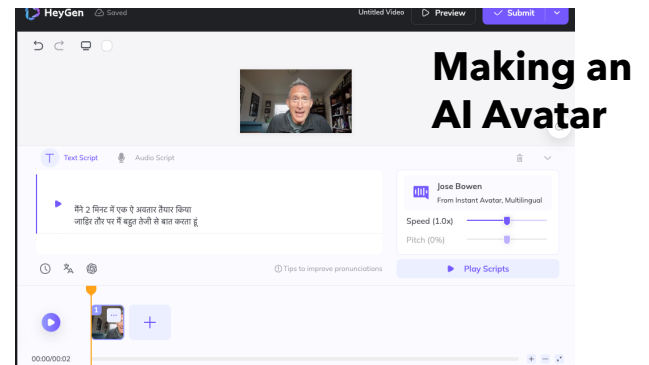 HeyGen
Saved
Untitled Video
Preview
Submit
Making an
AI Avatar
Text Script
Audio Script
मैंने 2 मिनट में एक ऐ अवतार तैयार किया
जाहिर तौर पर मैं बहुत तेजी से बात करता हूं
Jose Bowen
From Instant Avatar, Multilingual
Speed (1.0x)
Pitch (0%)
Tips to improve pronunciations
Play Scripts
1
00:00/00:02